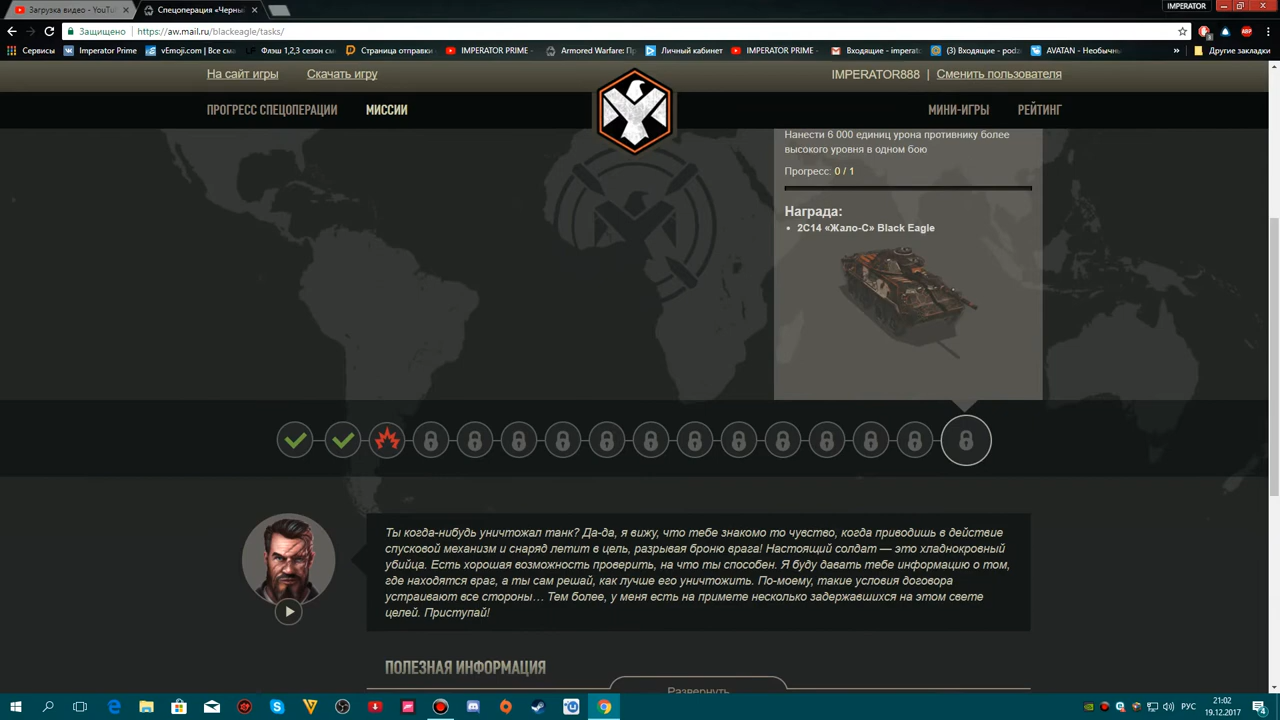 Загрузка видео - YouTu
Спецоперация «Черны
IMPERATOR
Защищено
https://aw.mail.ru/blackeagle/tasks/
Сервисы
Imperator Prime
vEmoji.com | Все сма
Флэш 1,2,3 сезон смо
Страница отправки
IMPERATOR PRIME -
Armored Warfare: Пр
Личный кабинет
IMPERATOR PRIME -
Входящие - imperato
(3) Входящие - podz
AVATAN - Необычны
»
Другие закладки
На сайт игры
Скачать игру
IMPERATOR888 | Сменить пользователя
ПРОГРЕСС СПЕЦОПЕРАЦИИ
МИССИИ
МИНИ-ИГРЫ
РЕЙТИНГ
Нанести 6 000 единиц урона противнику более
высокого уровня в одном бою
Прогресс: 0 / 1
Награда:
• 2С14 «Жало-С» Black Eagle
Ты когда-нибудь уничтожал танк? Да-да, я вижу, что тебе знакомо то чувство, когда приводишь в действие
спусковой механизм и снаряд летит в цель, разрывая броню врага! Настоящий солдат — это хладнокровный
убийца. Есть хорошая возможность проверить, на что ты способен. Я буду давать тебе информацию о том,
где находятся враг, а ты сам решай, как лучше его уничтожить. По-моему, такие условия договора
устраивают все стороны… Тем более, у меня есть на примете несколько задержавшихся на этом свете
целей. Приступай!
ПОЛЕЗНАЯ ИНФОРМАЦИЯ
Развернуть
РУС
21:02
19.12.2017
4